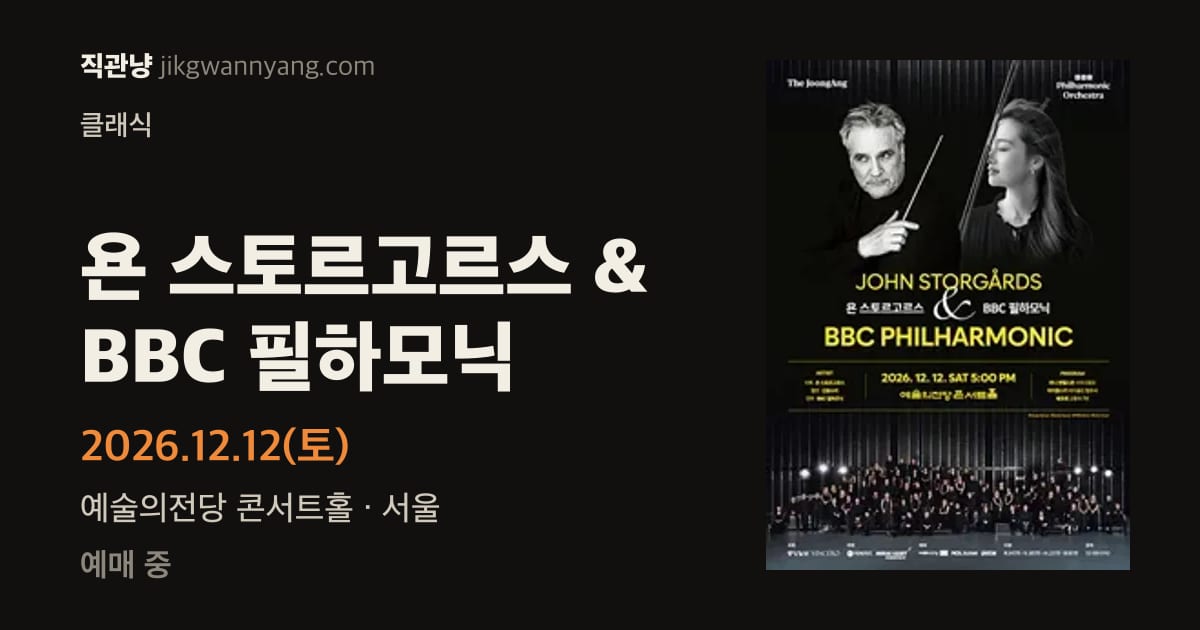 직관냥 jikgwannyang.com
클래식
욘 스토르고르스 &
BBC 필하모닉
2026.12.12(토)
예술의전당 콘서트홀 · 서울
예매 중
The JoongAng
BBC
Philharmonic
Orchestra
JOHN STORGÅRDS
욘 스토르고르스 & BBC 필하모닉
BBC PHILHARMONIC
ARTIST
2026. 12. 12. SAT 5:00 PM
예술의전당 콘서트홀
PROGRAM